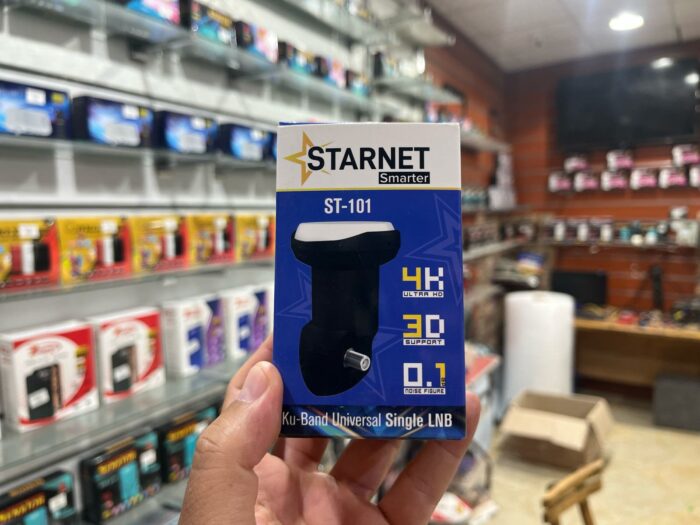 STARNET
Smarter
ST-101
4K
ULTRA HD
3D
SUPPORT
0.1
NOISE FIGURE
Ku-Band Universal Single LNB